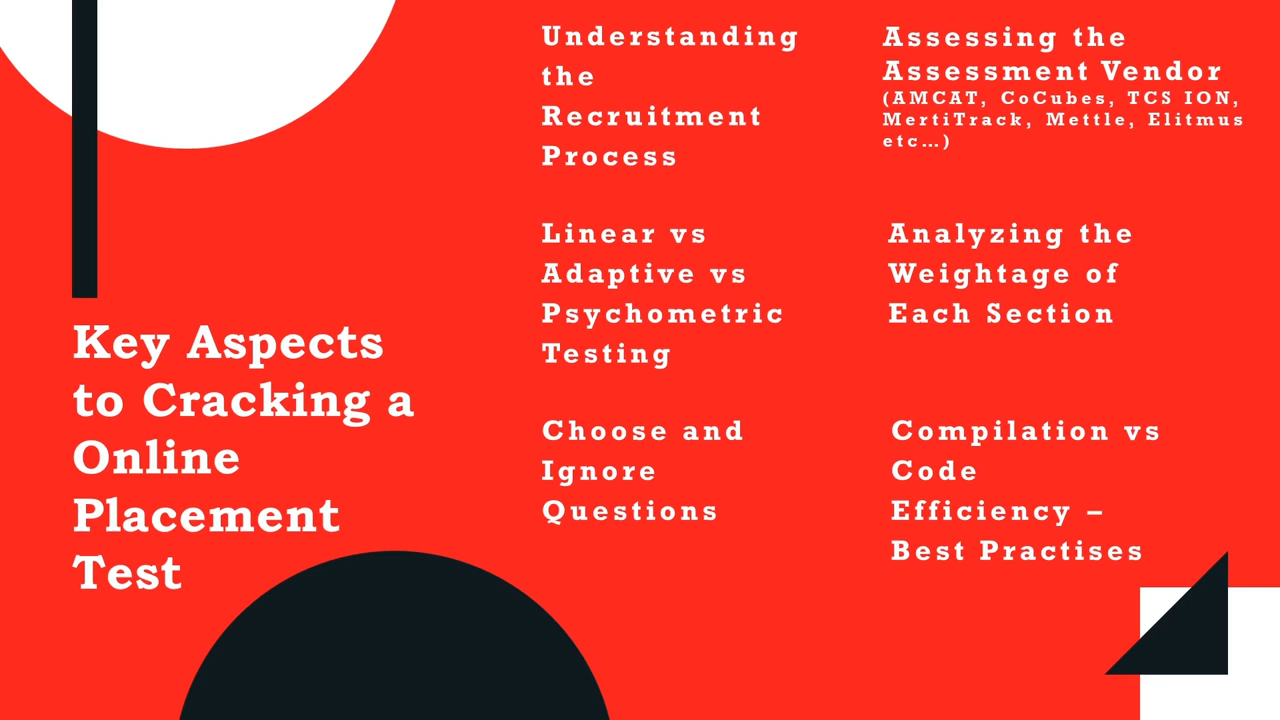 Key Aspects
to Cracking a
Online
Placement
Test
Understanding
the
Recruitment
Process
Assessing the
Assessment Vendor
(AMCAT, CoCubes, TCS ION,
MertiTrack, Mettle, Elitmus
etc…)
Linear vs
Adaptive vs
Psychometric
Testing
Analyzing the
Weightage of
Each Section
Choose and
Ignore
Questions
Compilation vs
Code
Efficiency –
Best Practises